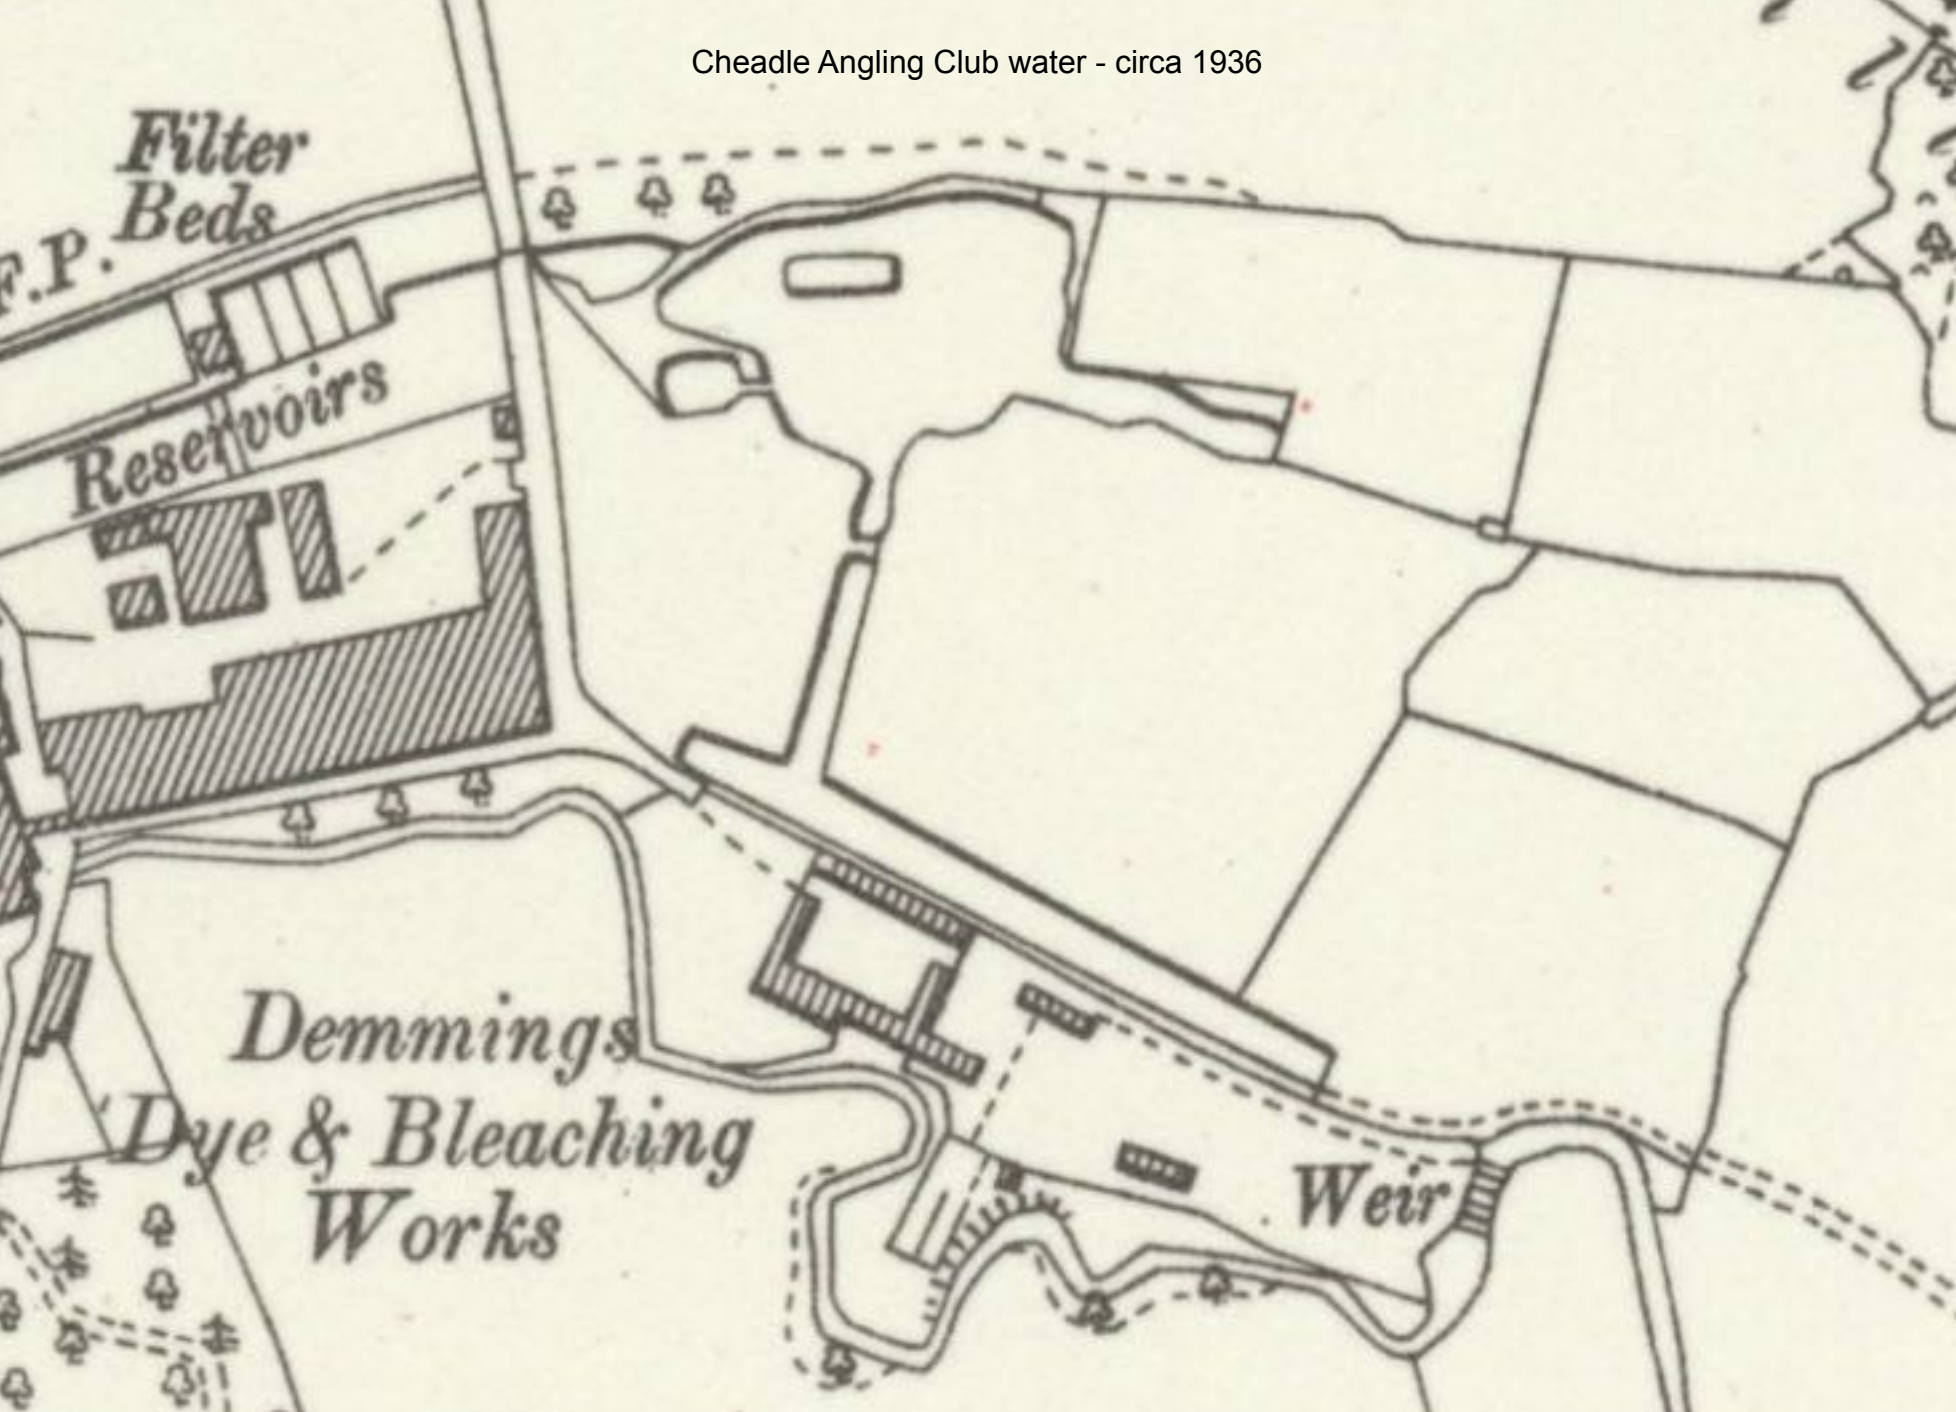 Cheadle Angling Club water - circa 1936
Filter
Beds
F.P.
Reservoirs
Demmings
Dye & Bleaching
Works
Weir